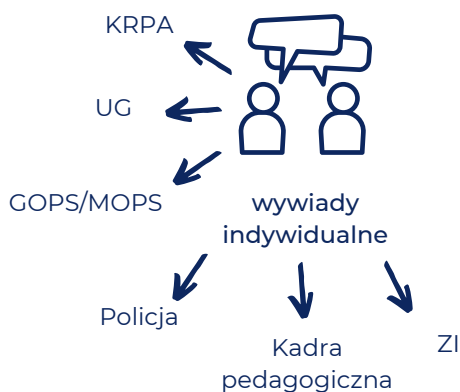 KRPA
UG
GOPS/MOPS
wywiady
indywidualne
Policja
Kadra
pedagogiczna
ZI